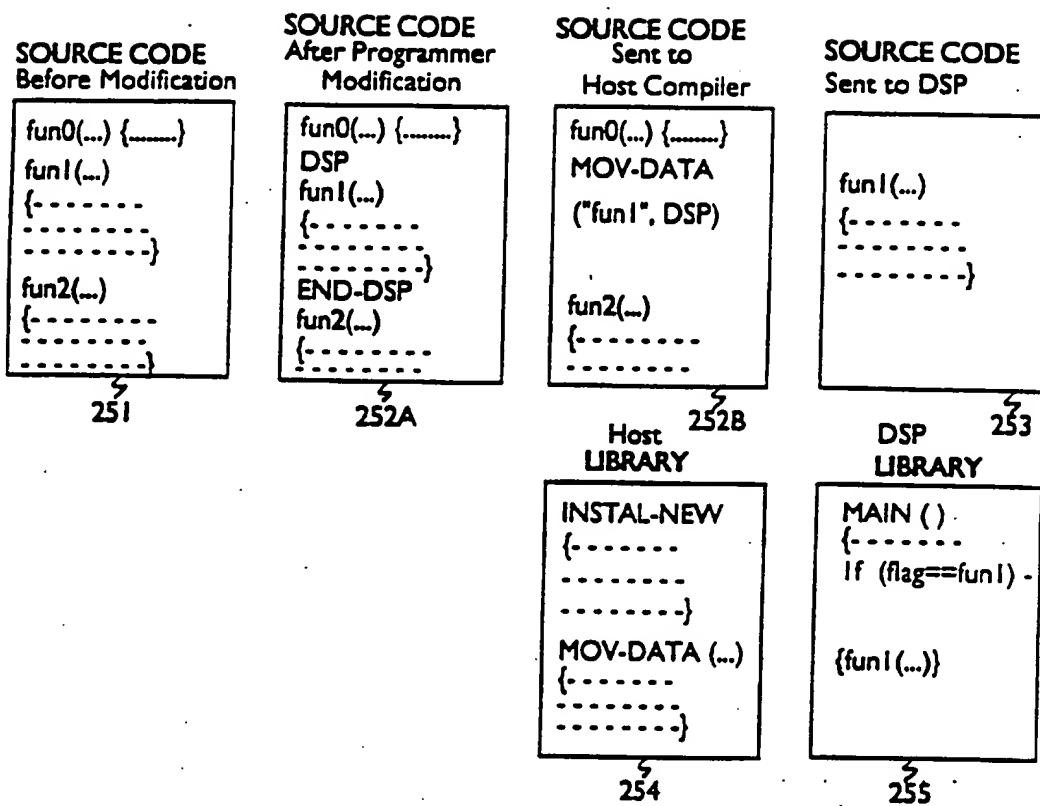 SOURCE CODE
Before Modification
fun0(...) {........}
fun1(...)
{- - - - - - -
- - - - - - - - -
- - - - - - - - -}
fun2(...)
{- - - - - - - -
- - - - - - - - -
- - - - - - - - -}
251
SOURCE CODE
After Programmer
Modification
fun0(...) {........}
DSP
fun1(...)
{- - - - - - -
- - - - - - - - -
- - - - - - - - -}
END-DSP
fun2(...)
{- - - - - - - -
- - - - - - - - -
252A
SOURCE CODE
Sent to
Host Compiler
fun0(...) {........}
MOV-DATA
("fun1", DSP)
fun2(...)
{- - - - - - - -
- - - - - - - - -
252B
SOURCE CODE
Sent to DSP
fun1(...)
{- - - - - - -
- - - - - - - - -
- - - - - - - - -}
253
Host
LIBRARY
INSTAL-NEW
{- - - - - - -
- - - - - - - - -
- - - - - - - - -}
MOV-DATA (...)
{- - - - - - -
- - - - - - - - -
- - - - - - - - -}
254
DSP
LIBRARY
MAIN ( )
{- - - - - - -
If (flag==fun1) -
{fun1(...)}
255